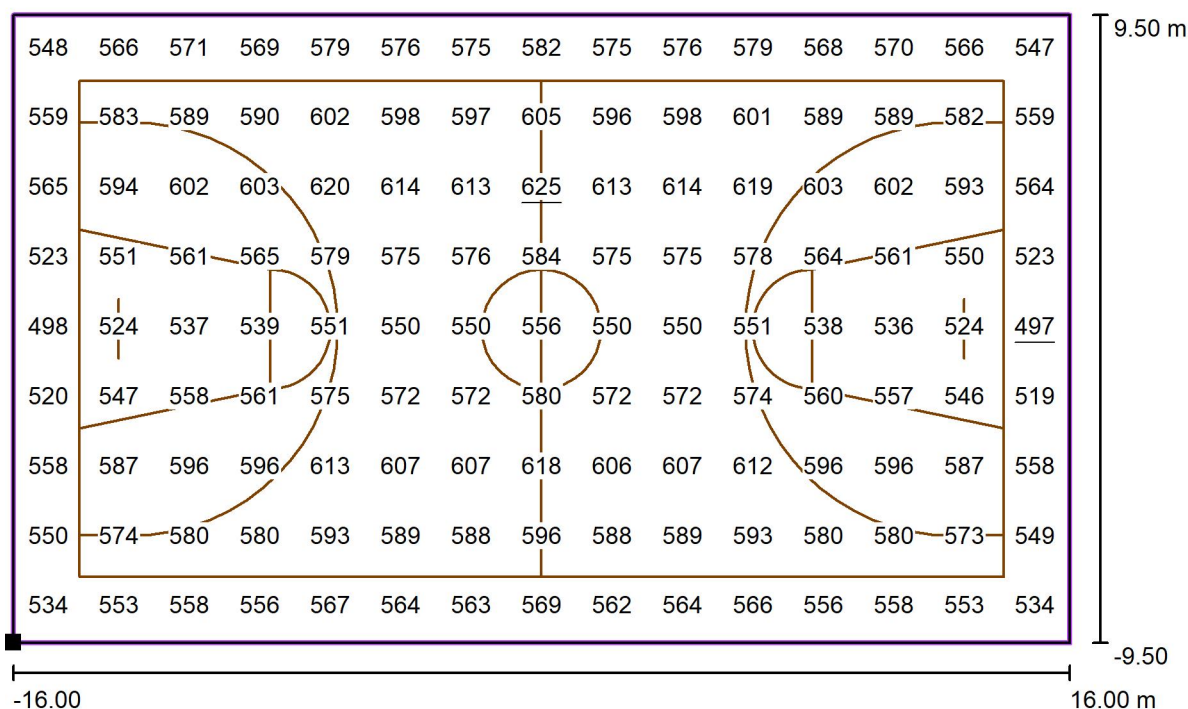 548 566 571 569 579 576 575 582 575 576 579 568 570 566 547
9.50 m
559 583 589 590 602 598 597 605 596 598 601 589 589 582 559
565 594 602 603 620 614 613 625 613 614 619 603 602 593 564
523 551 561 565 579 575 576 584 575 575 578 564 561 550 523
498 524 537 539 551 550 550 556 550 550 551 538 536 524 497
520 547 558 561 575 572 572 580 572 572 574 560 557 546 519
558 587 596 596 613 607 607 618 606 607 612 596 596 587 558
550 574 580 580 593 589 588 596 588 589 593 580 580 573 549
534 553 558 556 567 564 563 569 562 564 566 556 558 553 534
-9.50
-16.00 16.00 m